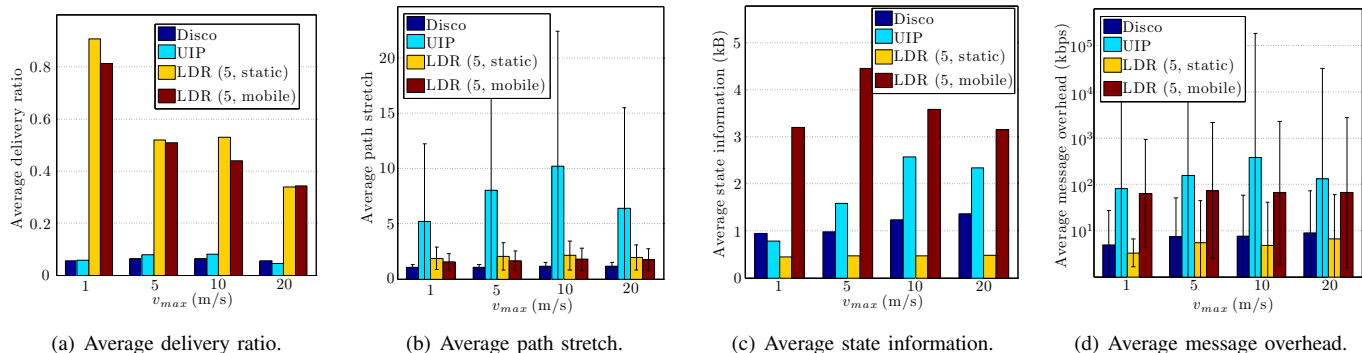 Average delivery ratio
0.8
0.6
0.4
0.2
0
Disco
UIP
LDR (5, static)
LDR (5, mobile)
1 5 10 20
v_max (m/s)
(a) Average delivery ratio.
Average path stretch
20
15
10
5
0
Disco
UIP
LDR (5, static)
LDR (5, mobile)
1 5 10 20
v_max (m/s)
(b) Average path stretch.
Average state information (kB)
5
4
3
2
1
0
Disco
UIP
LDR (5, static)
LDR (5, mobile)
1 5 10 20
v_max (m/s)
(c) Average state information.
Average message overhead (kbps)
10^5
10^4
10^3
10^2
10^1
Disco
UIP
LDR (5, static)
LDR (5, mobile)
1 5 10 20
v_max (m/s)
(d) Average message overhead.